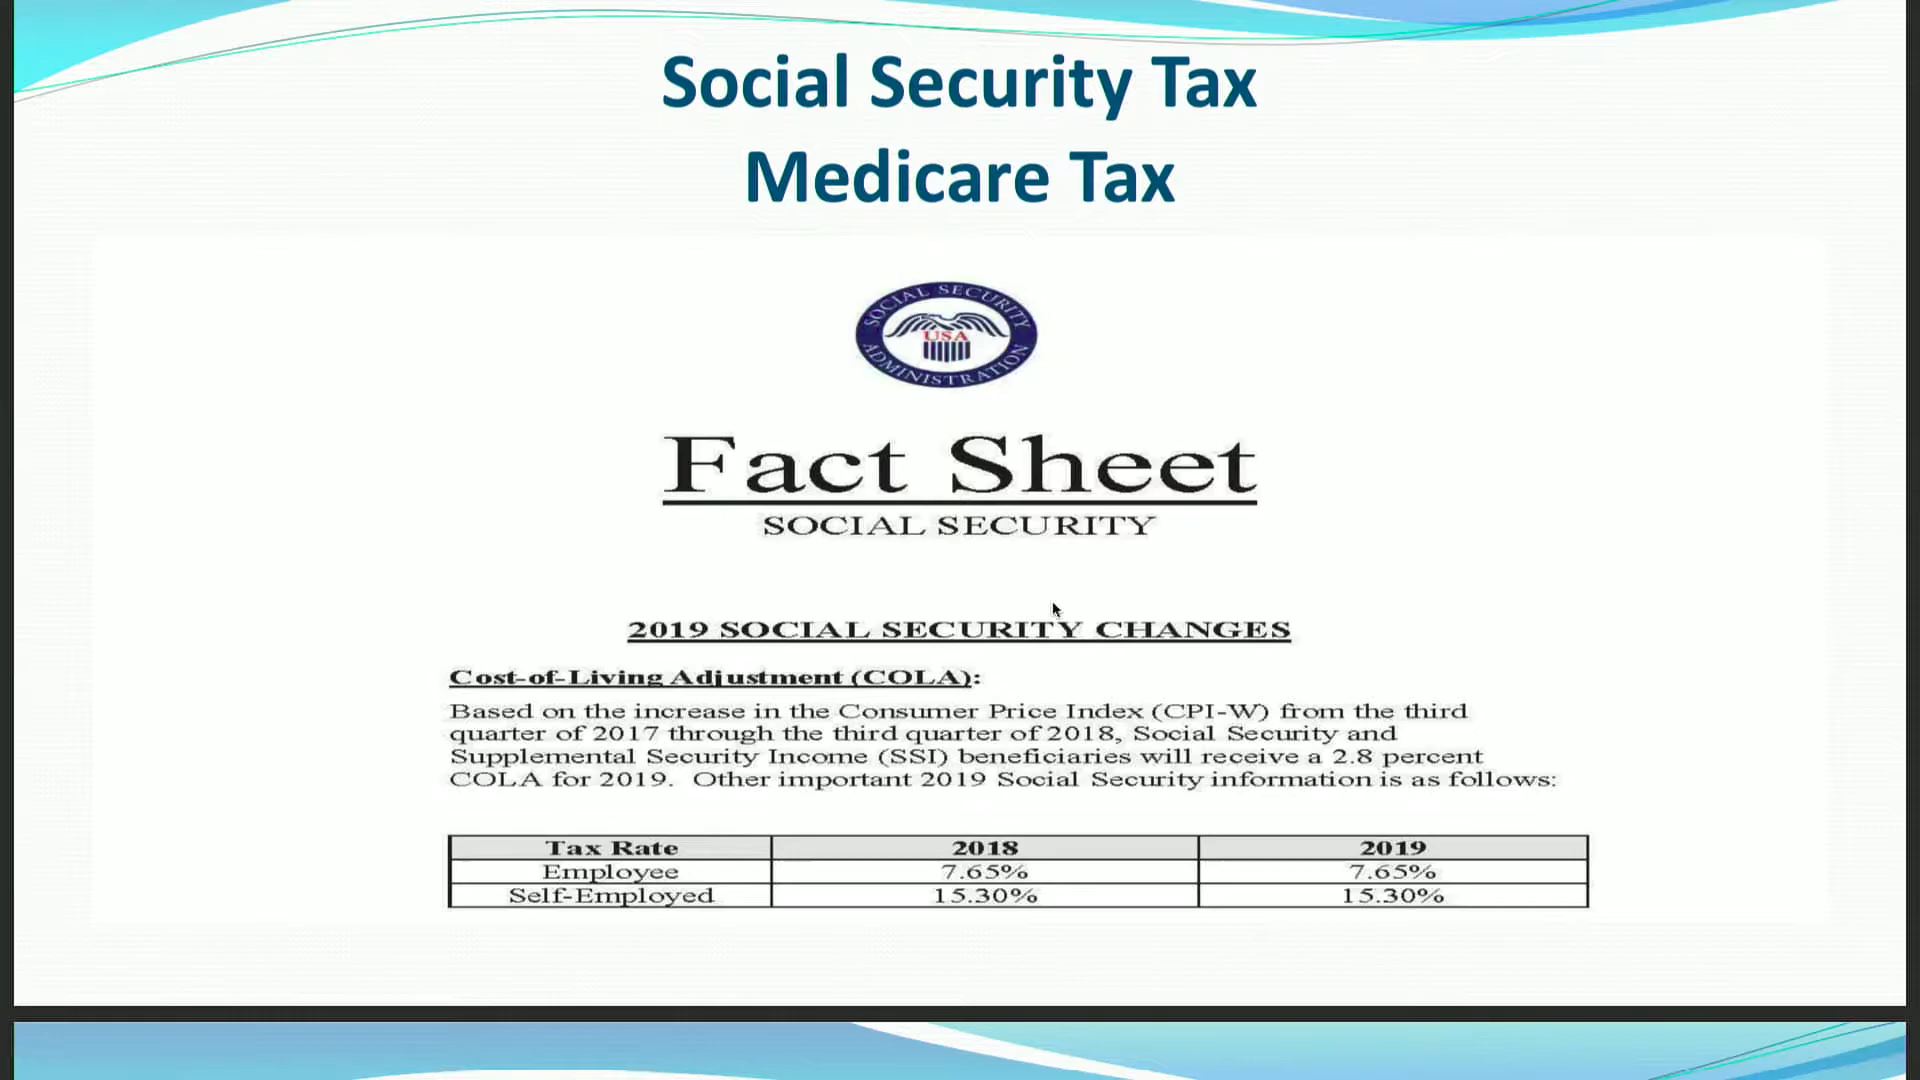 Social Security Tax
Medicare Tax
SOCIAL SECURITY
USA
ADMINISTRATION
Fact Sheet
SOCIAL SECURITY
2019 SOCIAL SECURITY CHANGES
Cost-of-Living Adjustment (COLA):
Based on the increase in the Consumer Price Index (CPI-W) from the third
quarter of 2017 through the third quarter of 2018, Social Security and
Supplemental Security Income (SSI) beneficiaries will receive a 2.8 percent
COLA for 2019.  Other important 2019 Social Security information is as follows:
Tax Rate 2018 2019
Employee 7.65% 7.65%
Self-Employed 15.30% 15.30%